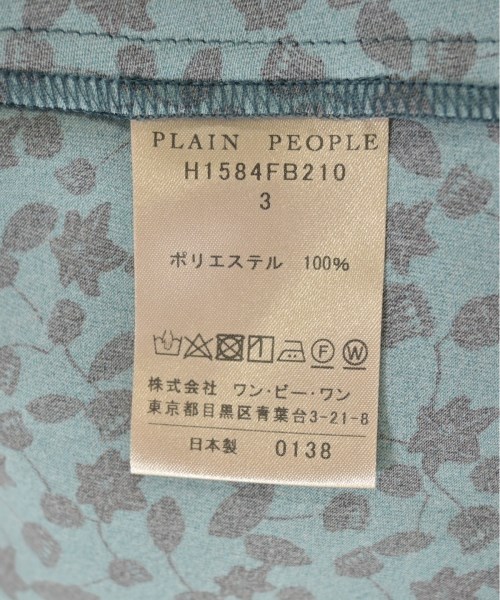 PLAIN PEOPLE
H1584FB210
3
ポリエステル 100%
F W
株式会社 ワン・ビー・ワン
東京都目黒区青葉台3-21-8
日本製 0138